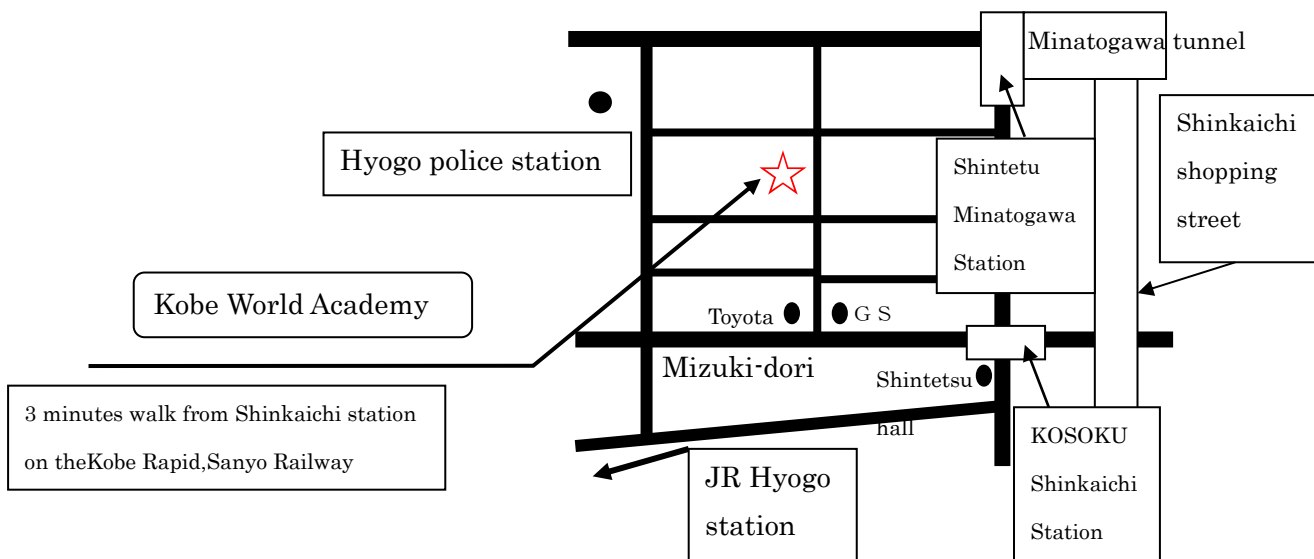 Minatogawa tunnel
Hyogo police station
Shinkaichi
shopping
street
Shintetu
Minatogawa
Station
Kobe World Academy
Toyota
ＧＳ
Mizuki-dori
Shintetsu
hall
3 minutes walk from Shinkaichi station
on theKobe Rapid,Sanyo Railway
JR Hyogo
station
KOSOKU
Shinkaichi
Station